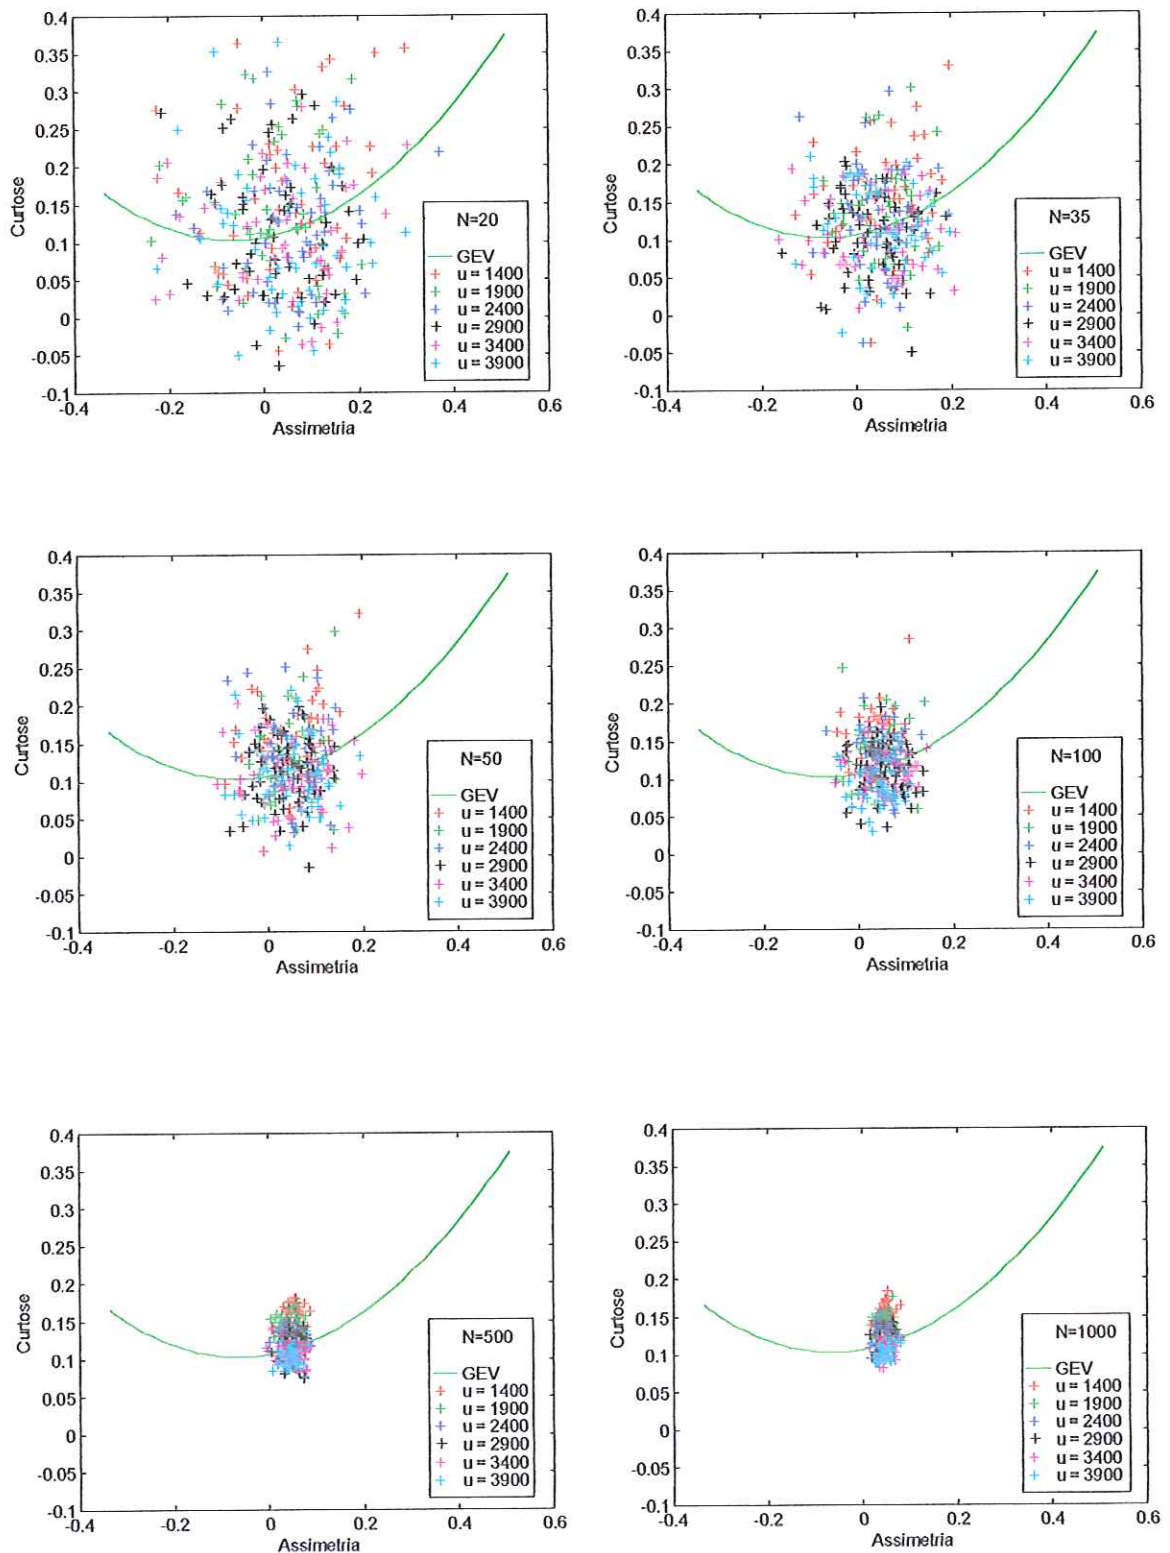 0.4
0.35
0.3
0.25
0.2
0.15
0.1
0.05
0
-0.05
-0.1
Curtose
-0.4 -0.2 0 0.2 0.4 0.6
Assimetria
N=20
GEV
u = 1400
u = 1900
u = 2400
u = 2900
u = 3400
u = 3900
0.4
0.35
0.3
0.25
0.2
0.15
0.1
0.05
0
-0.05
-0.1
Curtose
-0.4 -0.2 0 0.2 0.4 0.6
Assimetria
N=35
GEV
u = 1400
u = 1900
u = 2400
u = 2900
u = 3400
u = 3900
0.4
0.35
0.3
0.25
0.2
0.15
0.1
0.05
0
-0.05
-0.1
Curtose
-0.4 -0.2 0 0.2 0.4 0.6
Assimetria
N=50
GEV
u = 1400
u = 1900
u = 2400
u = 2900
u = 3400
u = 3900
0.4
0.35
0.3
0.25
0.2
0.15
0.1
0.05
0
-0.05
-0.1
Curtose
-0.4 -0.2 0 0.2 0.4 0.6
Assimetria
N=100
GEV
u = 1400
u = 1900
u = 2400
u = 2900
u = 3400
u = 3900
0.4
0.35
0.3
0.25
0.2
0.15
0.1
0.05
0
-0.05
-0.1
Curtose
-0.4 -0.2 0 0.2 0.4 0.6
Assimetria
N=500
GEV
u = 1400
u = 1900
u = 2400
u = 2900
u = 3400
u = 3900
0.4
0.35
0.3
0.25
0.2
0.15
0.1
0.05
0
-0.05
-0.1
Curtose
-0.4 -0.2 0 0.2 0.4 0.6
Assimetria
N=1000
GEV
u = 1400
u = 1900
u = 2400
u = 2900
u = 3400
u = 3900